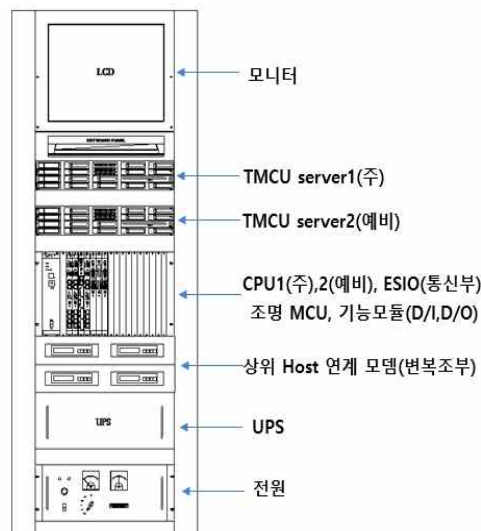 LCD
모니터
KEYBOARD PANEL
TMCU server1(주)
TMCU server2(예비)
CPU1(주),2(예비), ESIO(통신부)
조명 MCU, 기능모듈(D/I,D/O)
상위 Host 연계 모뎀(변복조부)
UPS
UPS
전원